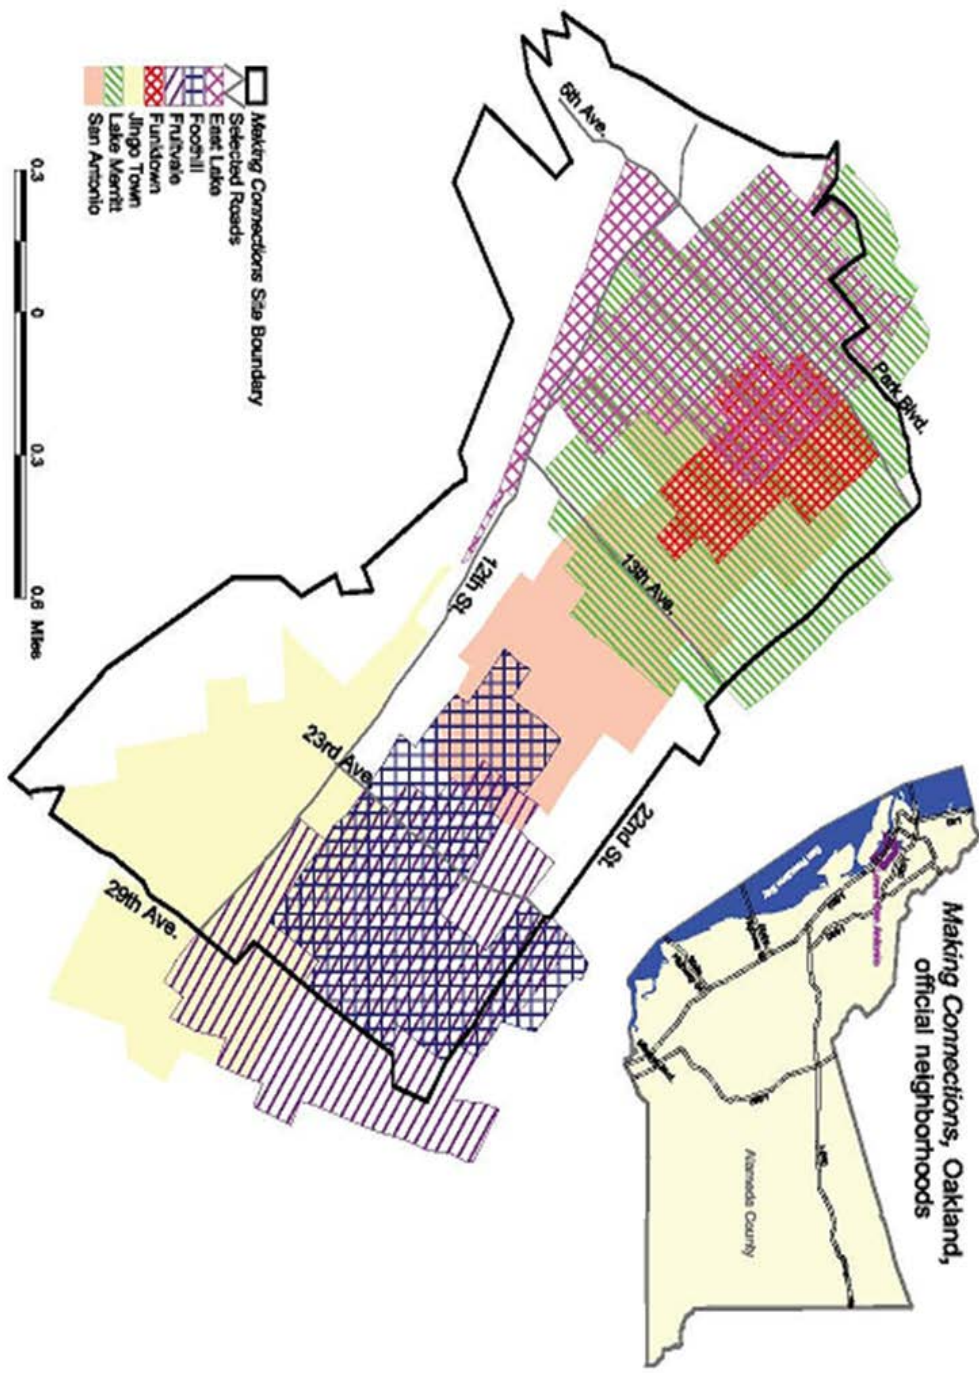 Making Connections, Oakland,
official neighborhoods
Alameda County
5th Ave.
Park Blvd.
13th Ave.
12th St.
22nd St.
23rd Ave.
29th Ave.
Making Connections Site Boundary
Selected Roads
East Lake
Foothill
Fruitvale
Funktown
Jingo Town
Lake Merritt
San Antonio
0.3 0 0.3 0.6 Miles